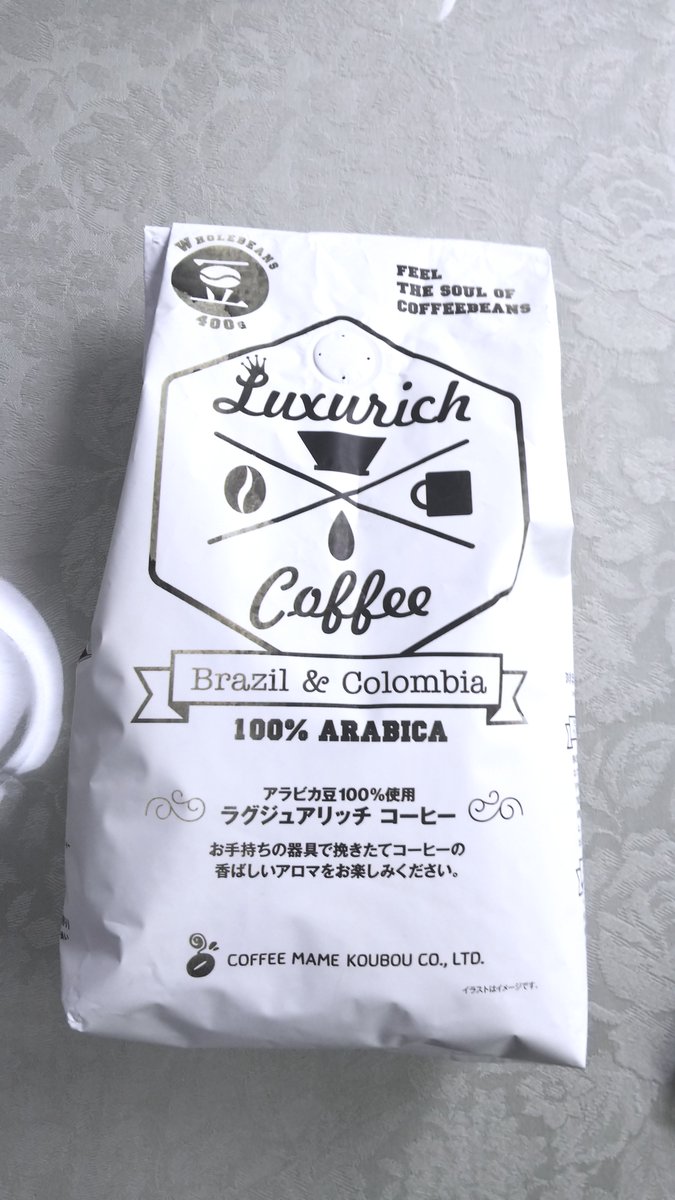 WHOLEBEANS
400g
FEEL
THE SOUL OF
COFFEEBEANS
Luxurich
Coffee
Brazil & Colombia
100% ARABICA
アラビカ豆100%使用
ラグジュアリッチ コーヒー
お手持ちの器具で挽きたてコーヒーの
香ばしいアロマをお楽しみください。
COFFEE MAME KOUBOU CO., LTD.
イラストはイメージです。